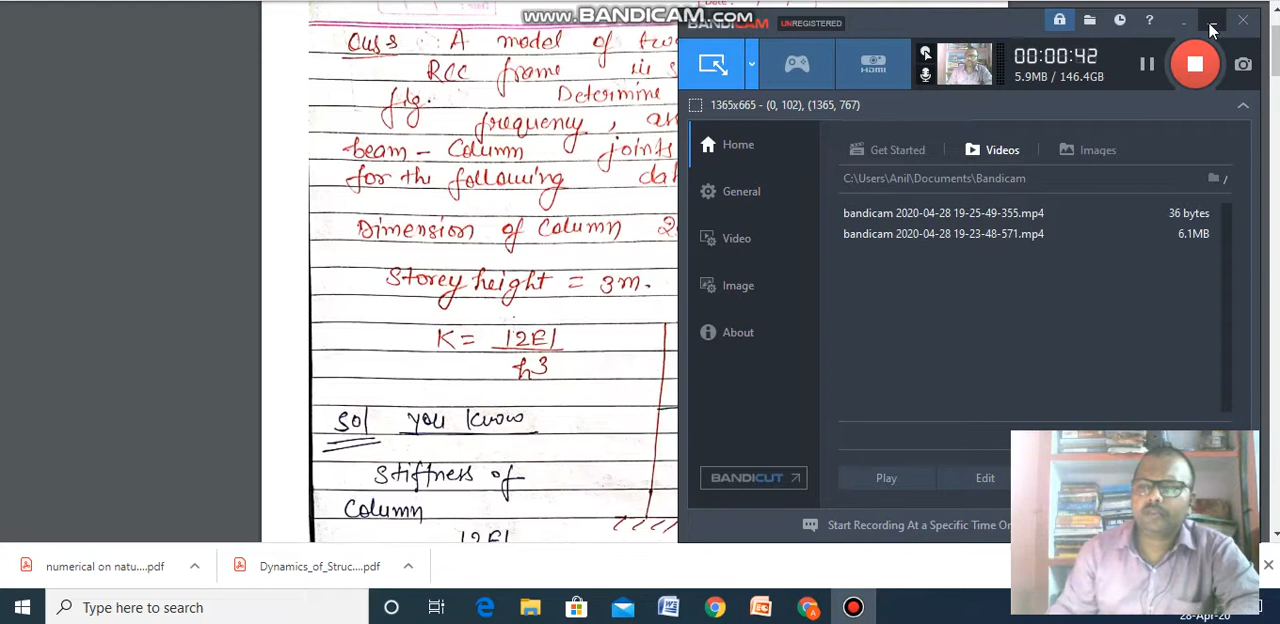 www.BANDICAM.com
BANDICAM UNREGISTERED
Ques :- A model of
RCC frame is
fig. Determine
frequency,
beam - Column joints
for the following
Dimension of Column
Storey height = 3m.
K = 12EI
h3
Sol you know
Stiffness of
Column
12EI
00:00:42
5.9MB / 146.4GB
HDMI
1365x665 - (0, 102), (1365, 767)
Home
General
Video
Image
About
BANDICUT
Get Started
Videos
Images
C:\Users\Anil\Documents\Bandicam
bandicam 2020-04-28 19-25-49-355.mp4 36 bytes
bandicam 2020-04-28 19-23-48-571.mp4 6.1MB
Play
Edit
Start Recording At a Specific Time On
numerical on natu....pdf
Dynamics_of_Struc....pdf
Type here to search
28-Apr-20